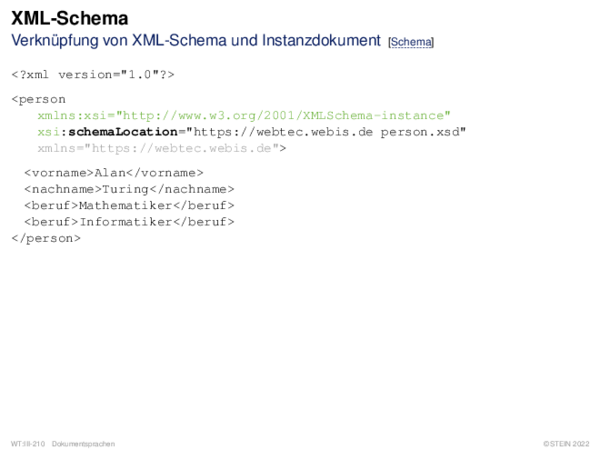 XML-Schema
Verknüpfung von XML-Schema und Instanzdokument [Schema]
<?xml version="1.0"?>
<person
xmlns:xsi="http://www.w3.org/2001/XMLSchema-instance"
xsi:schemaLocation="https://webtec.webis.de person.xsd"
xmlns="https://webtec.webis.de">
<vorname>Alan</vorname>
<nachname>Turing</nachname>
<beruf>Mathematiker</beruf>
<beruf>Informatiker</beruf>
</person>
WT:III-210 Dokumentsprachen ©STEIN 2022